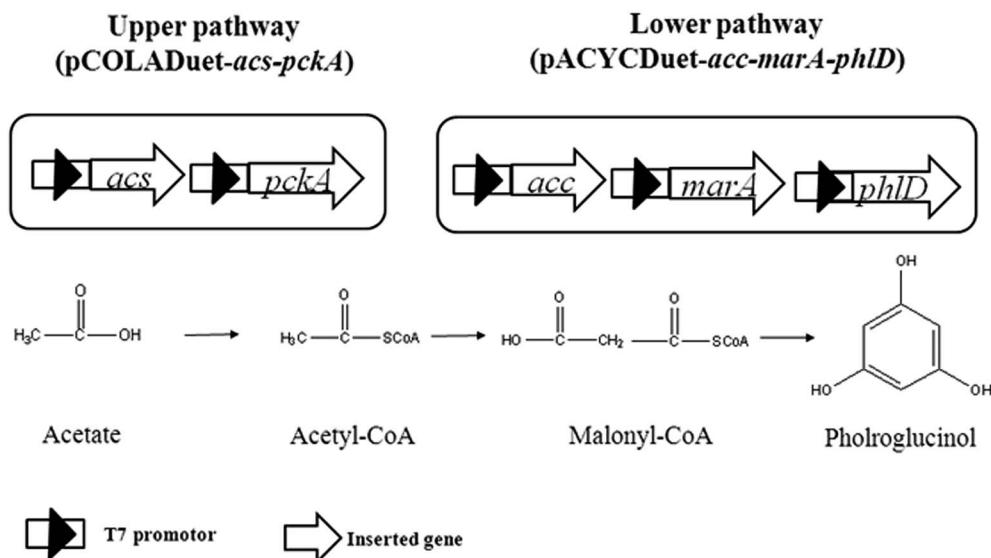 Upper pathway
(pCOLADuet-acs-pckA)
Lower pathway
(pACYCDuet-acc-marA-phlD)
acs
pckA
acc
marA
phlD
O
H₃C—C—OH
O
H₃C—C—SCoA
O O
HO—C—CH₂—C—SCoA
OH
HO OH
Acetate
Acetyl-CoA
Malonyl-CoA
Pholroglucinol
T7 promotor
Inserted gene